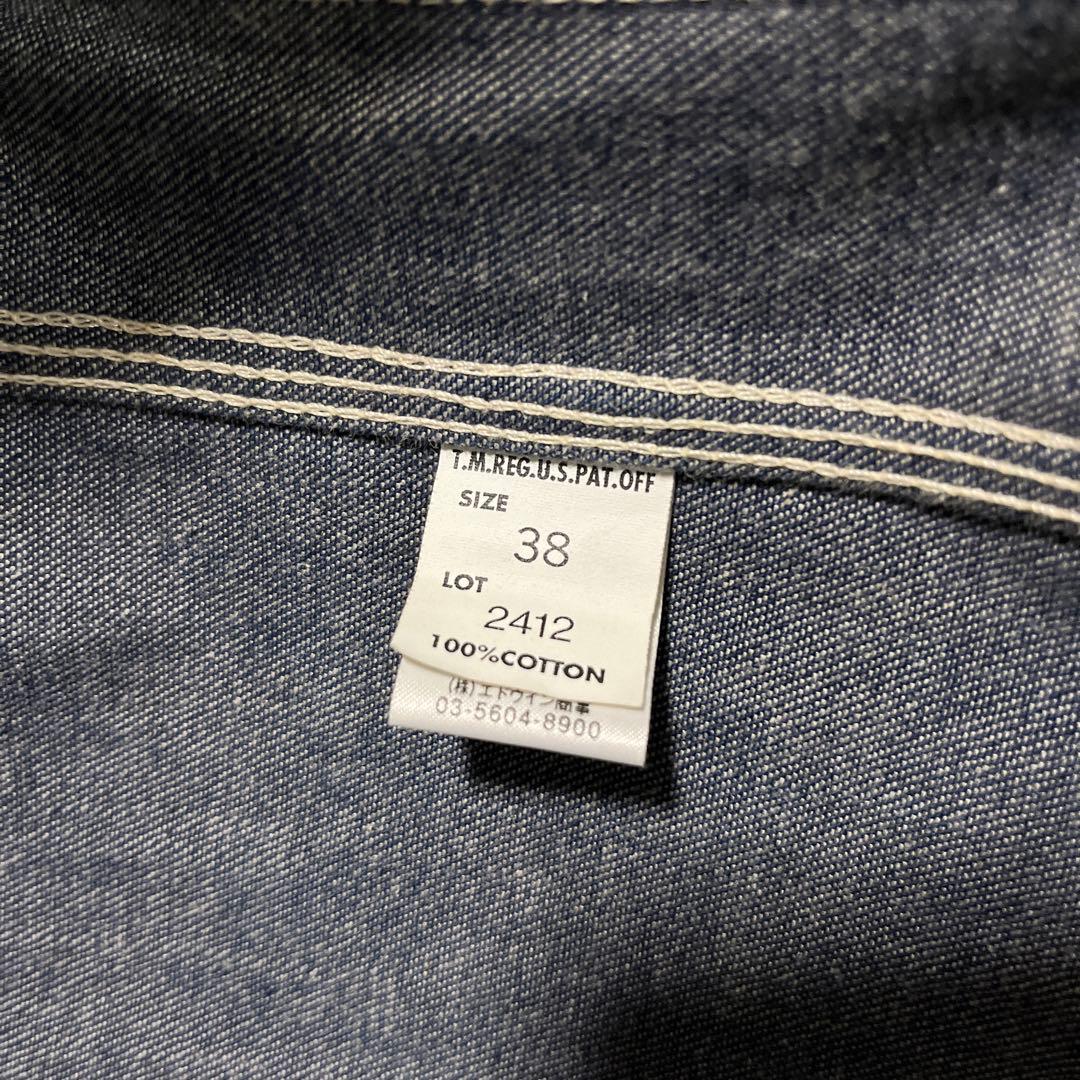 T.M.REG.U.S.PAT.OFF
SIZE
38
LOT
2412
100%COTTON
(株)エドウイン商事
03-5604-8900